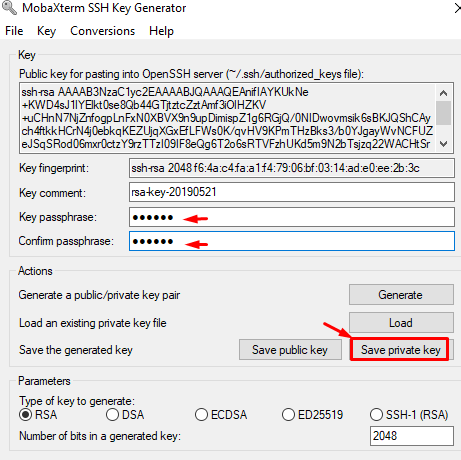 MobaXterm SSH Key Generator
File Key Conversions Help
Key
Public key for pasting into OpenSSH server (~/.ssh/authorized_keys file):
ssh-rsa AAAAB3NzaC1yc2EAAAABJQAAAQEAnifIAYKUkNe
+KWD4sJ1lYElkt0se8Qb44GTjtztcZztAmf3iOIHZKV
+uCHnN7NjZnfogpLnFxN0XBVX9n9upDimispZ1g6RGjQ/0NIDwovmsik6sBKJQShCAy
ch4ftkkHCrN4j0ebkqKEZUjqXGxEfLFWs0K/qvHV9KPmTHzBks3/b0YJgayWvNCFUZ
eJSqSRod06mxr0ctzY9rzTTzI09IF8eQg6T2o6sRTVFzhUKd5m9N2bTsjzq22WACHtSr
Key fingerprint: ssh-rsa 2048 f6:4a:c4:fa:a1:f4:79:06:bf:03:14:ad:e0:ee:2b:3c
Key comment: rsa-key-20190521
Key passphrase: ●●●●●●
Confirm passphrase: ●●●●●●
Actions
Generate a public/private key pair Generate
Load an existing private key file Load
Save the generated key Save public key Save private key
Parameters
Type of key to generate:
RSA DSA ECDSA ED25519 SSH-1 (RSA)
Number of bits in a generated key: 2048